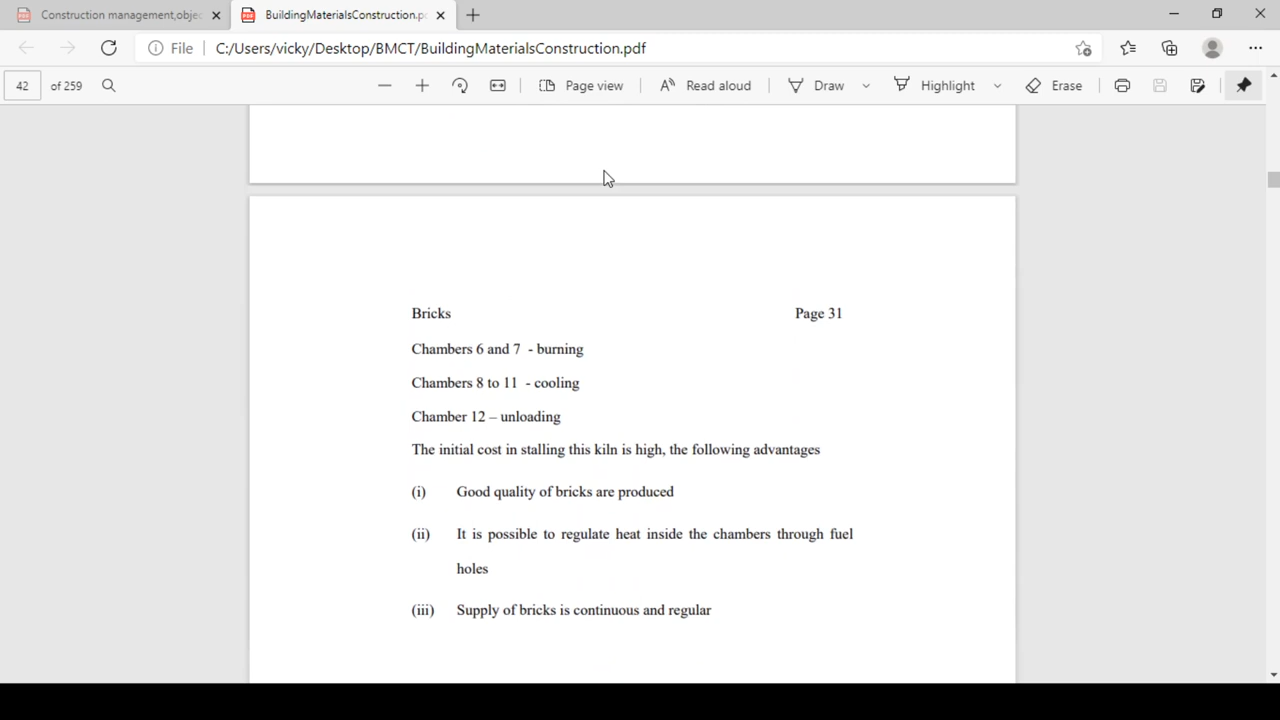 Construction management,objec
BuildingMaterialsConstruction.p
File
C:/Users/vicky/Desktop/BMCT/BuildingMaterialsConstruction.pdf
42 of 259
Page view
Read aloud
Draw
Highlight
Erase
Bricks Page 31
Chambers 6 and 7 - burning
Chambers 8 to 11 - cooling
Chamber 12 – unloading
The initial cost in stalling this kiln is high, the following advantages
(i) Good quality of bricks are produced
(ii) It is possible to regulate heat inside the chambers through fuel
holes
(iii) Supply of bricks is continuous and regular